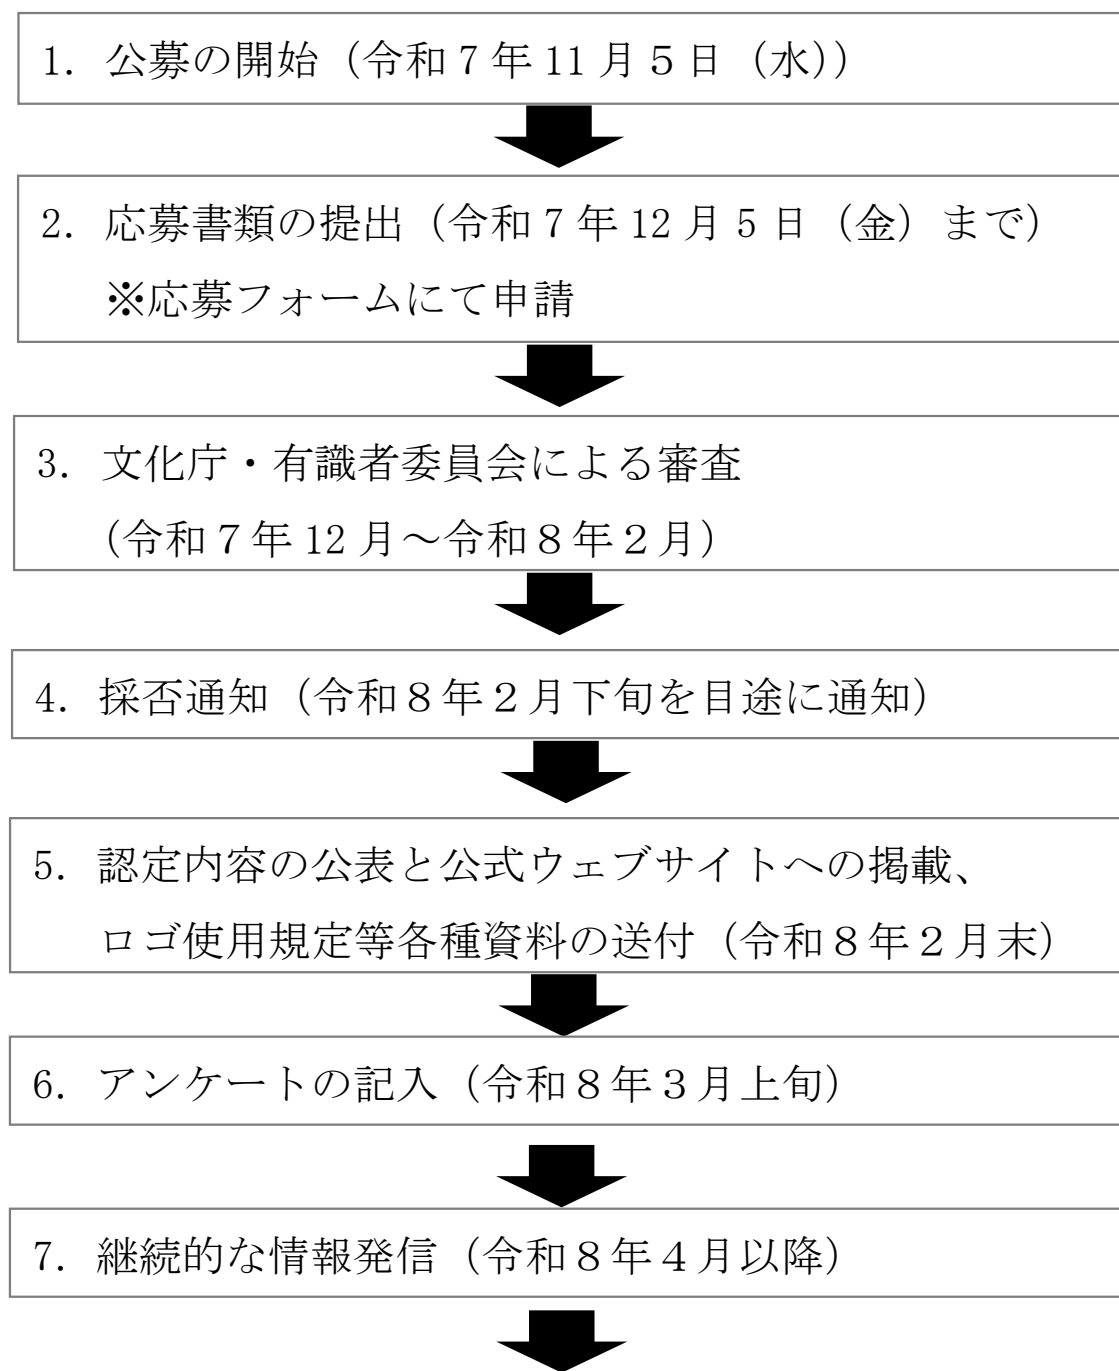 1. 公募の開始（令和７年 11 月５日（水））
2. 応募書類の提出（令和７年 12 月５日（金）まで）
※応募フォームにて申請
3. 文化庁・有識者委員会による審査
（令和７年 12 月～令和８年２月）
4. 採否通知（令和８年２月下旬を目途に通知）
5. 認定内容の公表と公式ウェブサイトへの掲載、
ロゴ使用規定等各種資料の送付（令和８年２月末）
6. アンケートの記入（令和８年３月上旬）
7. 継続的な情報発信（令和８年４月以降）